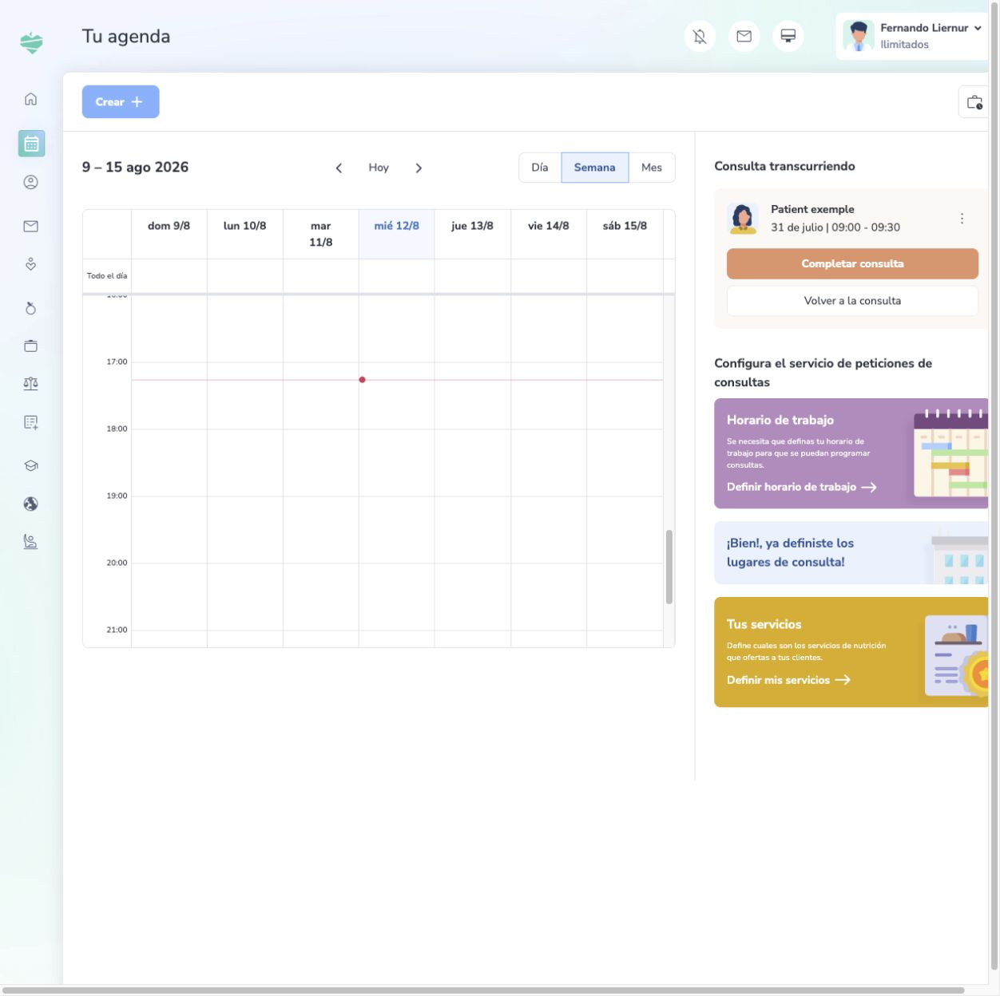 Tu agenda
Fernando Liernur
Ilimitados
Crear
9 – 15 ago 2026
Hoy
Día
Semana
Mes
dom 9/8
lun 10/8
mar
11/8
mié 12/8
jue 13/8
vie 14/8
sáb 15/8
Todo el día
16:00
17:00
18:00
19:00
20:00
21:00
Consulta transcurriendo
Patient exemple
31 de julio | 09:00 - 09:30
Completar consulta
Volver a la consulta
Configura el servicio de peticiones de
consultas
Horario de trabajo
Se necesita que definas tu horario de
trabajo para que se puedan programar
consultas.
Definir horario de trabajo
¡Bien!, ya definiste los
lugares de consulta!
Tus servicios
Define cuales son los servicios de nutrición
que ofertas a tus clientes.
Definir mis servicios